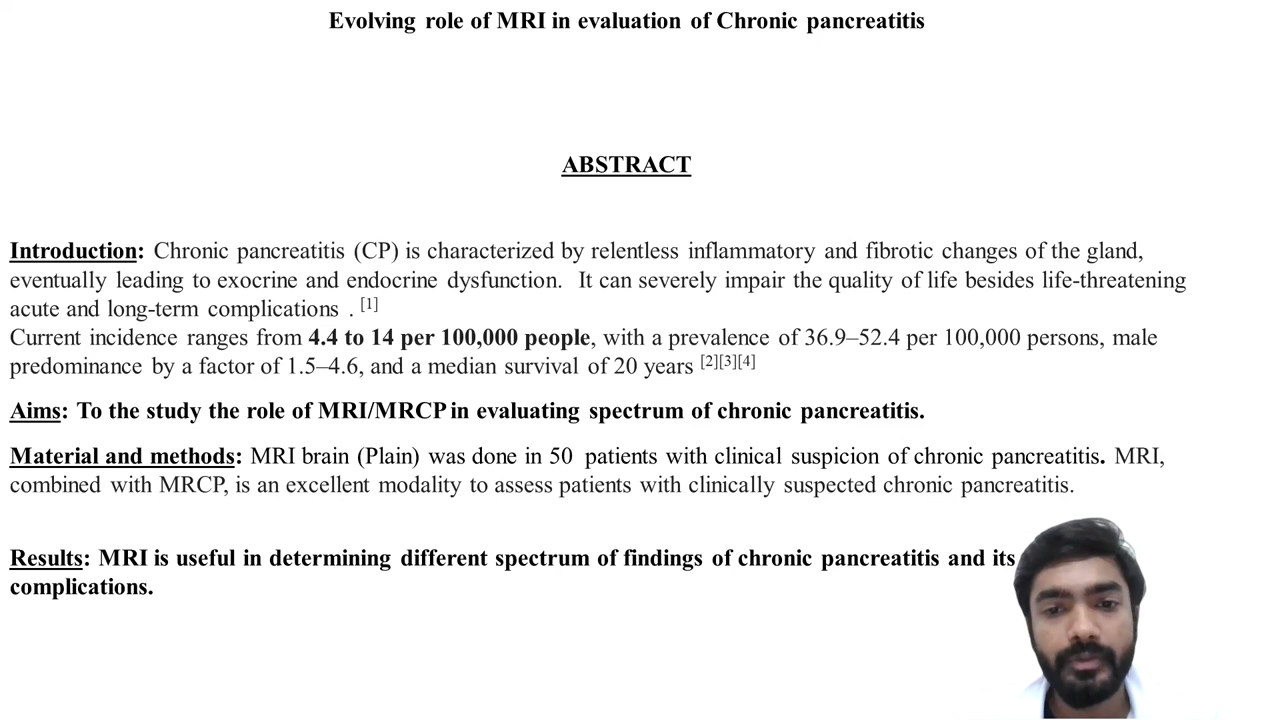 Evolving role of MRI in evaluation of Chronic pancreatitis
ABSTRACT
Introduction: Chronic pancreatitis (CP) is characterized by relentless inflammatory and fibrotic changes of the gland,
eventually leading to exocrine and endocrine dysfunction. It can severely impair the quality of life besides life-threatening
acute and long-term complications . [1]
Current incidence ranges from 4.4 to 14 per 100,000 people, with a prevalence of 36.9–52.4 per 100,000 persons, male
predominance by a factor of 1.5–4.6, and a median survival of 20 years [2][3][4]
Aims: To the study the role of MRI/MRCP in evaluating spectrum of chronic pancreatitis.
Material and methods: MRI brain (Plain) was done in 50 patients with clinical suspicion of chronic pancreatitis. MRI,
combined with MRCP, is an excellent modality to assess patients with clinically suspected chronic pancreatitis.
Results: MRI is useful in determining different spectrum of findings of chronic pancreatitis and its
complications.